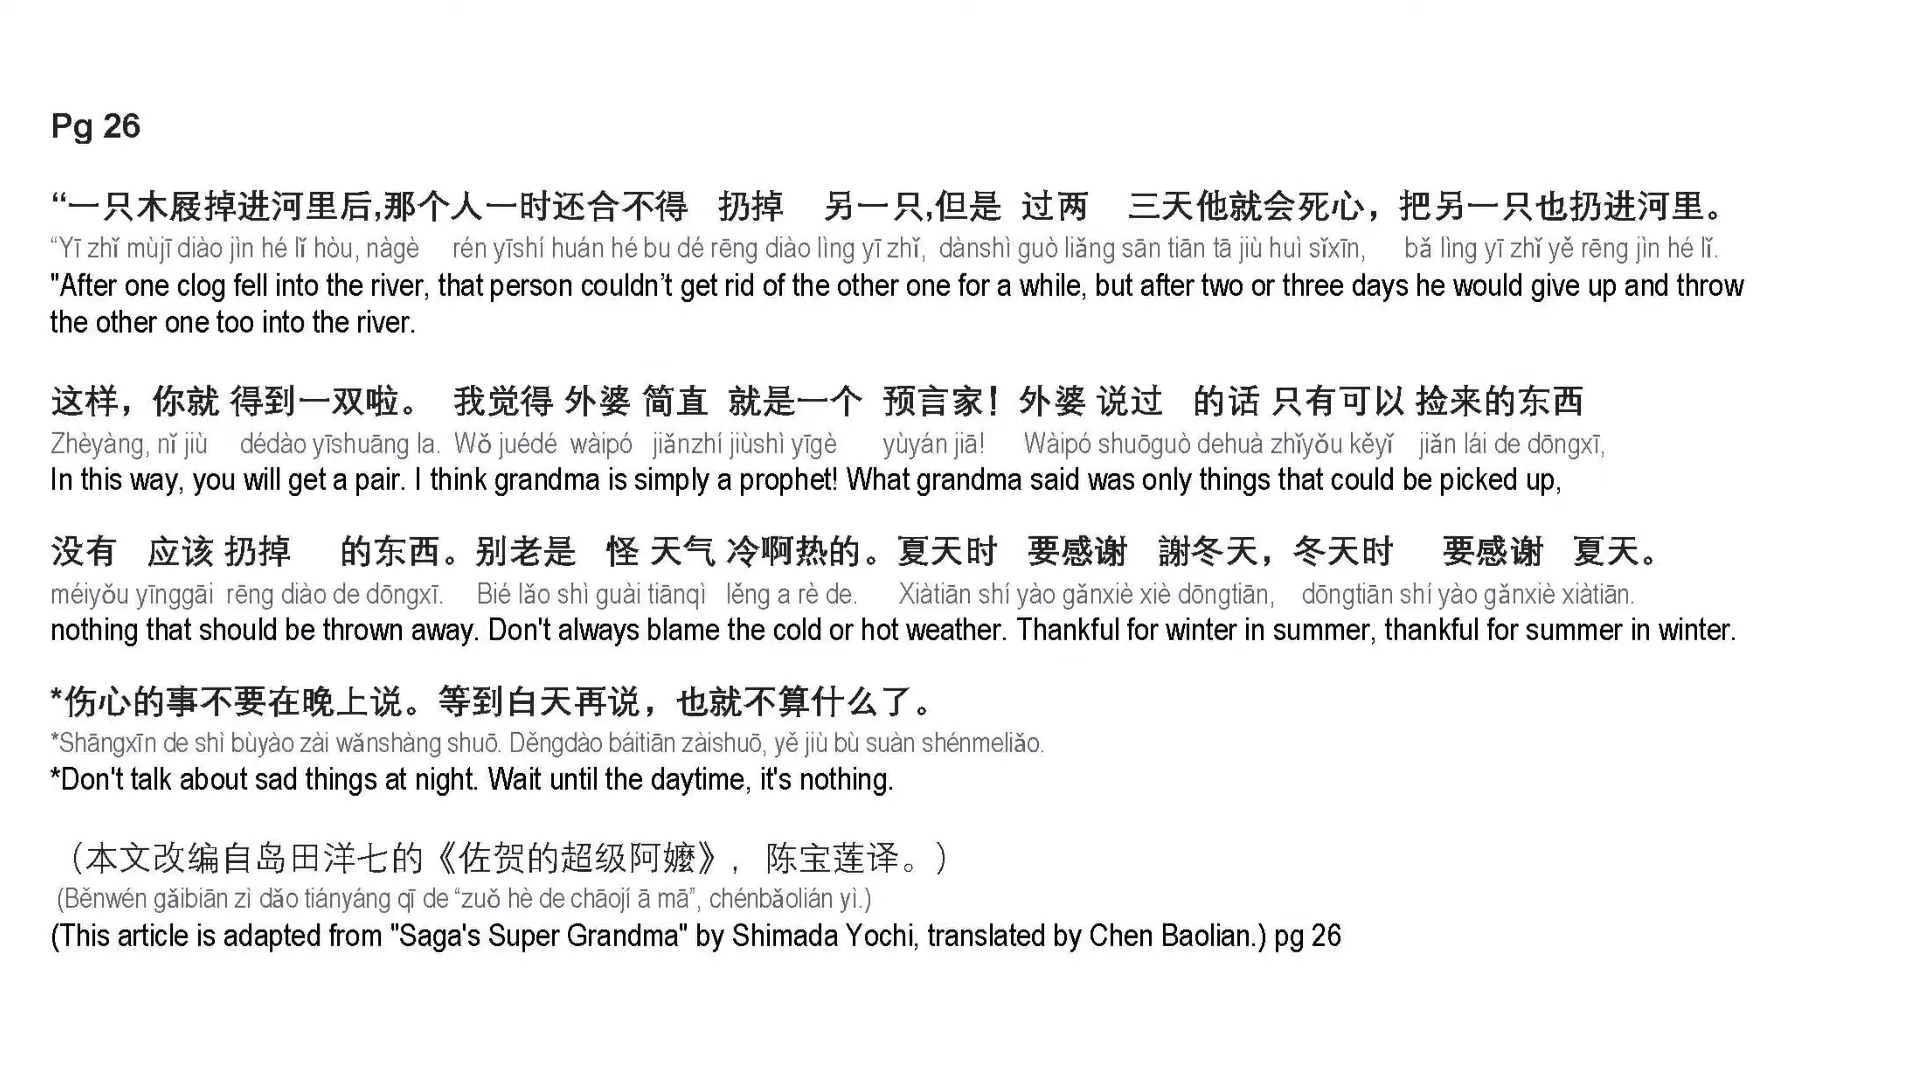 Pg 26
“一只木屐掉进河里后,那个人一时还合不得 扔掉 另一只,但是 过两 三天他就会死心，把另一只也扔进河里。
“Yī zhǐ mùjī diào jìn hé lǐ hòu, nàgè rén yīshí huán hé bu dé rēng diào lìng yī zhǐ, dànshì guò liǎng sān tiān tā jiù huì sǐxīn, bǎ lìng yī zhǐ yě rēng jìn hé lǐ.
"After one clog fell into the river, that person couldn’t get rid of the other one for a while, but after two or three days he would give up and throw
the other one too into the river.
这样，你就 得到一双啦。 我觉得 外婆 简直 就是一个 预言家！外婆 说过 的话 只有可以 捡来的东西
Zhèyàng, nǐ jiù dédào yīshuāng la. Wǒ juédé wàipó jiǎnzhí jiùshì yīgè yùyán jiā! Wàipó shuōguò dehuà zhǐyǒu kěyǐ jiǎn lái de dōngxī,
In this way, you will get a pair. I think grandma is simply a prophet! What grandma said was only things that could be picked up,
没有 应该 扔掉 的东西。别老是 怪 天气 冷啊热的。夏天时 要感谢 謝冬天，冬天时 要感谢 夏天。
méiyǒu yīnggāi rēng diào de dōngxī. Bié lǎo shì guài tiānqì lěng a rè de. Xiàtiān shí yào gǎnxiè xiè dōngtiān, dōngtiān shí yào gǎnxiè xiàtiān.
nothing that should be thrown away. Don't always blame the cold or hot weather. Thankful for winter in summer, thankful for summer in winter.
*伤心的事不要在晚上说。等到白天再说，也就不算什么了。
*Shāngxīn de shì bùyào zài wǎnshàng shuō. Děngdào báitiān zàishuō, yě jiù bù suàn shénmeliǎo.
*Don't talk about sad things at night. Wait until the daytime, it's nothing.
（本文改编自岛田洋七的《佐贺的超级阿嬷》，陈宝莲译。）
(Běnwén gǎibiān zì dǎo tiányáng qī de “zuǒ hè de chāojí ā mā”, chénbǎolián yì.)
(This article is adapted from "Saga's Super Grandma" by Shimada Yochi, translated by Chen Baolian.) pg 26